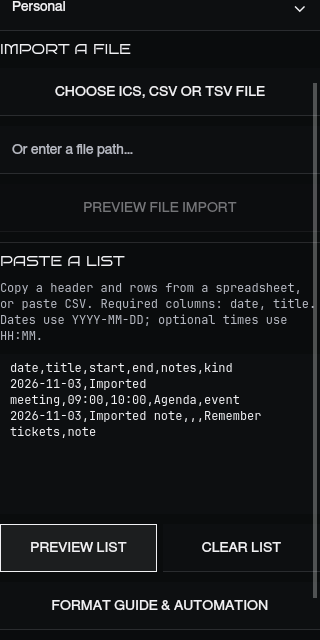 Personal
IMPORT A FILE
CHOOSE ICS, CSV OR TSV FILE
Or enter a file path...
PREVIEW FILE IMPORT
PASTE A LIST
Copy a header and rows from a spreadsheet,
or paste CSV. Required columns: date, title.
Dates use YYYY-MM-DD; optional times use
HH:MM.
date,title,start,end,notes,kind
2026-11-03,Imported
meeting,09:00,10:00,Agenda,event
2026-11-03,Imported note,,,Remember
tickets,note
PREVIEW LIST
CLEAR LIST
FORMAT GUIDE & AUTOMATION